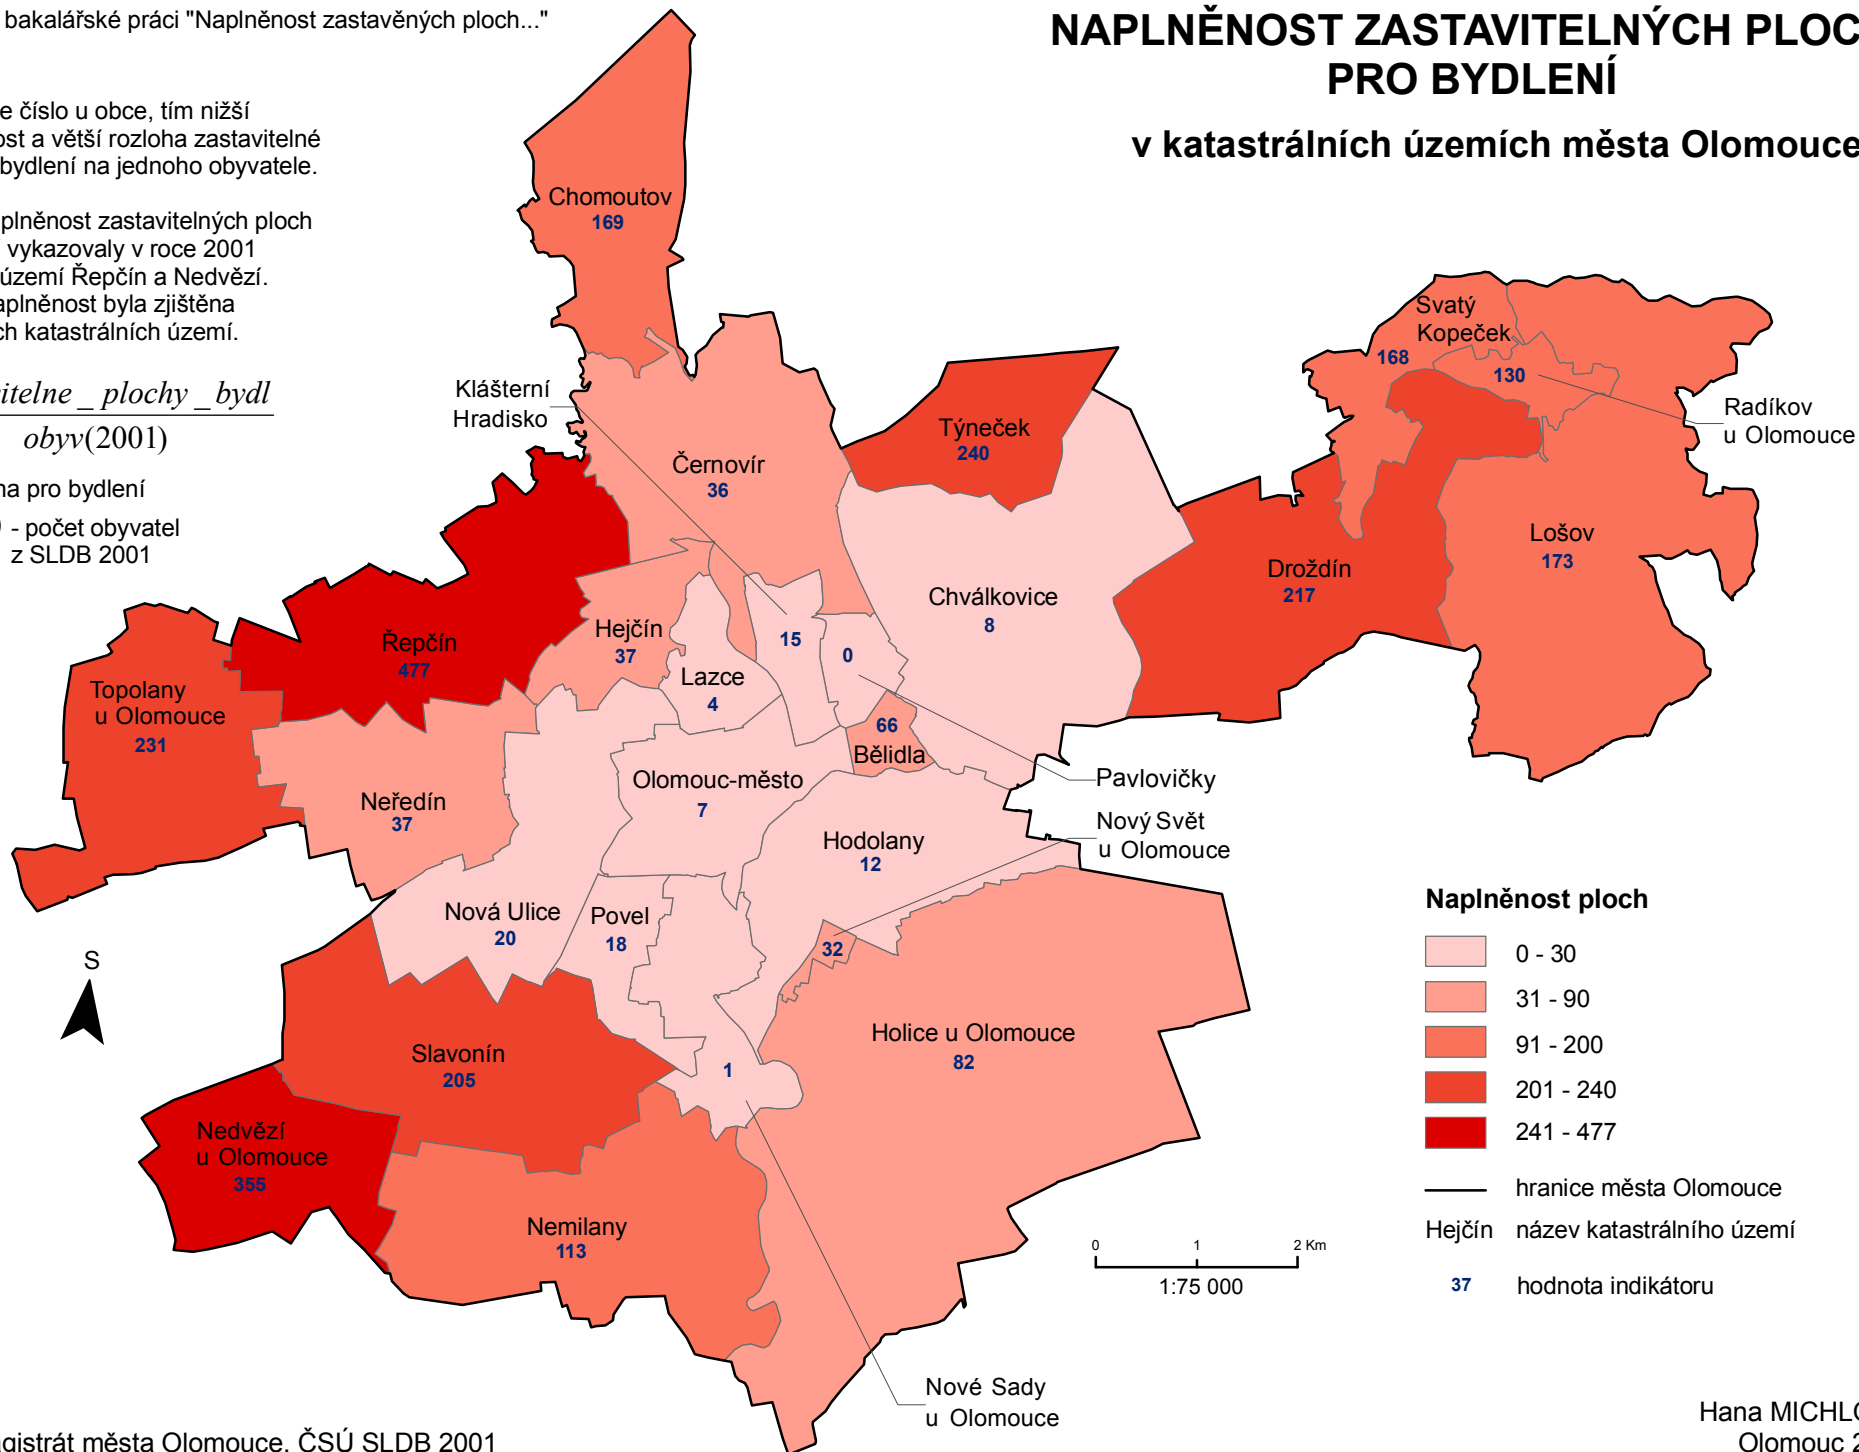 bakalářské práci "Naplněnost zastavěných ploch..."
NAPLNĚNOST ZASTAVITELNÝCH PLOC
PRO BYDLENÍ
v katastrálních územích města Olomouce
e číslo u obce, tím nižší
ost a větší rozloha zastavitelné
bydlení na jednoho obyvatele.
plněnost zastavitelných ploch
vykazovaly v roce 2001
území Řepčín a Nedvězí.
aplněnost byla zjištěna
ch katastrálních území.
itelne _ plochy _ bydl
obyv(2001)
na pro bydlení
) - počet obyvatel
z SLDB 2001
Chomoutov
169
Klášterní
Hradisko
Černovír
36
Týneček
240
Svatý
Kopeček
168
130
Radíkov
u Olomouce
Lošov
173
Droždín
217
Chválkovice
8
Řepčín
477
Hejčín
37
Lazce
4
15
0
Topolany
u Olomouce
231
Neředín
37
66
Bělidla
Olomouc-město
7
Pavlovičky
Hodolany
12
Nový Svět
u Olomouce
Nová Ulice
20
Povel
18
32
Holice u Olomouce
82
S
Slavonín
205
1
Nedvězí
u Olomouce
355
Nemilany
113
Nové Sady
u Olomouce
Naplněnost ploch
0 - 30
31 - 90
91 - 200
201 - 240
241 - 477
hranice města Olomouce
Hejčín název katastrálního území
37 hodnota indikátoru
0 1 2 Km
1:75 000
Hana MICHLO
Olomouc 2
agistrát města Olomouce, ČSÚ SLDB 2001